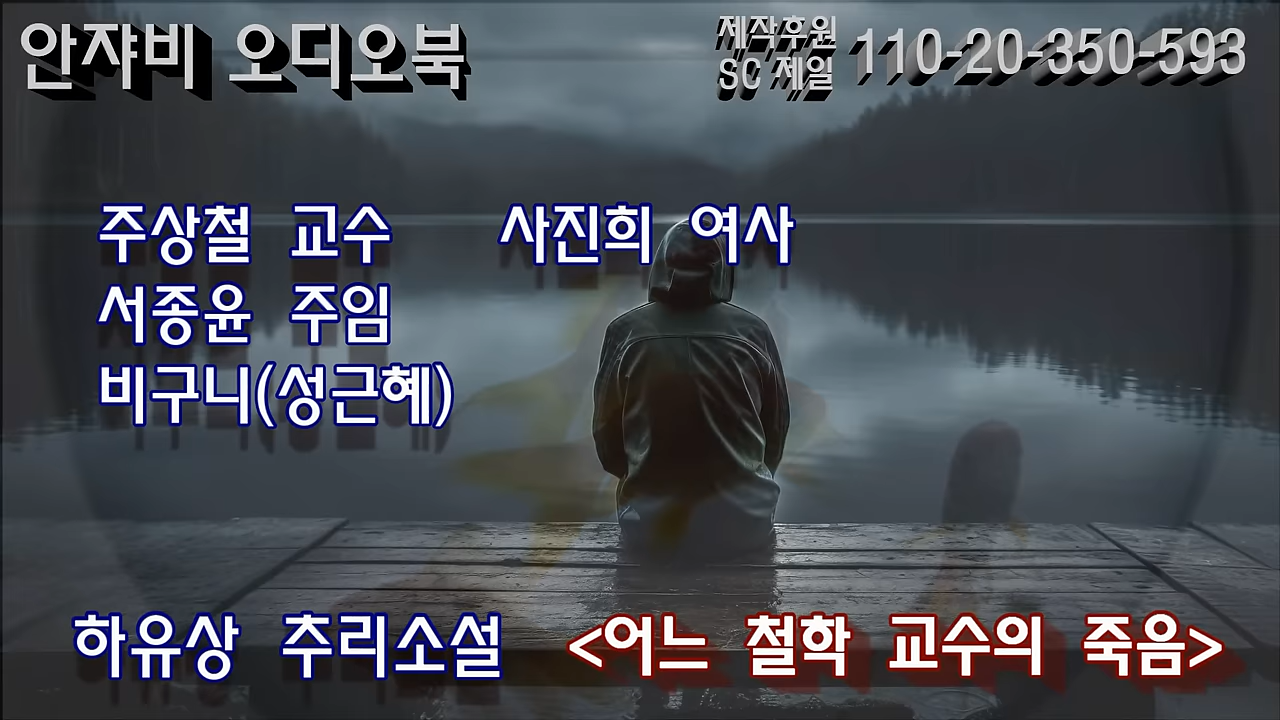 안쟈비 오디오북
제작후원
SC 제일
110-20-350-593
주상철 교수 사진희 여사
서종윤 주임
비구니(성근혜)
하유상 추리소설 <어느 철학 교수의 죽음>